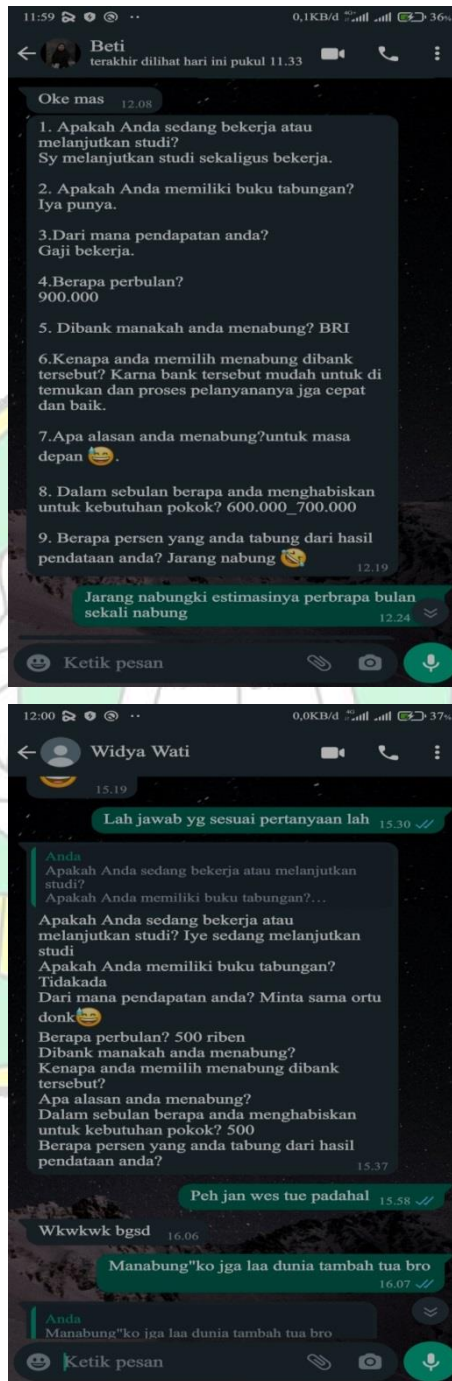 11:59
0,1KB/d 36%
Beti
terakhir dilihat hari ini pukul 11.33
Oke mas 12.08
1. Apakah Anda sedang bekerja atau
melanjutkan studi?
Sy melanjutkan studi sekaligus bekerja.
2. Apakah Anda memiliki buku tabungan?
Iya punya.
3.Dari mana pendapatan anda?
Gaji bekerja.
4.Berapa perbulan?
900.000
5. Dibank manakah anda menabung? BRI
6.Kenapa anda memilih menabung dibank
tersebut? Karna bank tersebut mudah untuk di
temukan dan proses pelanyananya jga cepat
dan baik.
7.Apa alasan anda menabung?untuk masa
depan 😅.
8. Dalam sebulan berapa anda menghabiskan
untuk kebutuhan pokok? 600.000_700.000
9. Berapa persen yang anda tabung dari hasil
pendataan anda? Jarang nabung 🤣
12.19
Jarang nabungki estimasinya perbrapa bulan
sekali nabung
12.24
Ketik pesan
12:00
0,0KB/d 37%
Widya Wati
15.19
Lah jawab yg sesuai pertanyaan lah 15.30
Anda
Apakah Anda sedang bekerja atau melanjutkan
studi?
Apakah Anda memiliki buku tabungan?...
Apakah Anda sedang bekerja atau
melanjutkan studi? Iye sedang melanjutkan
studi
Apakah Anda memiliki buku tabungan?
Tidakada
Dari mana pendapatan anda? Minta sama ortu
donk😅
Berapa perbulan? 500 riben
Dibank manakah anda menabung?
Kenapa anda memilih menabung dibank
tersebut?
Apa alasan anda menabung?
Dalam sebulan berapa anda menghabiskan
untuk kebutuhan pokok? 500
Berapa persen yang anda tabung dari hasil
pendataan anda?
15.37
Peh jan wes tue padahal 15.58
Wkwkwk bgsd 16.06
Manabung"ko jga laa dunia tambah tua bro
16.07
Anda
Manabung"ko jga laa dunia tambah tua bro
Ketik pesan